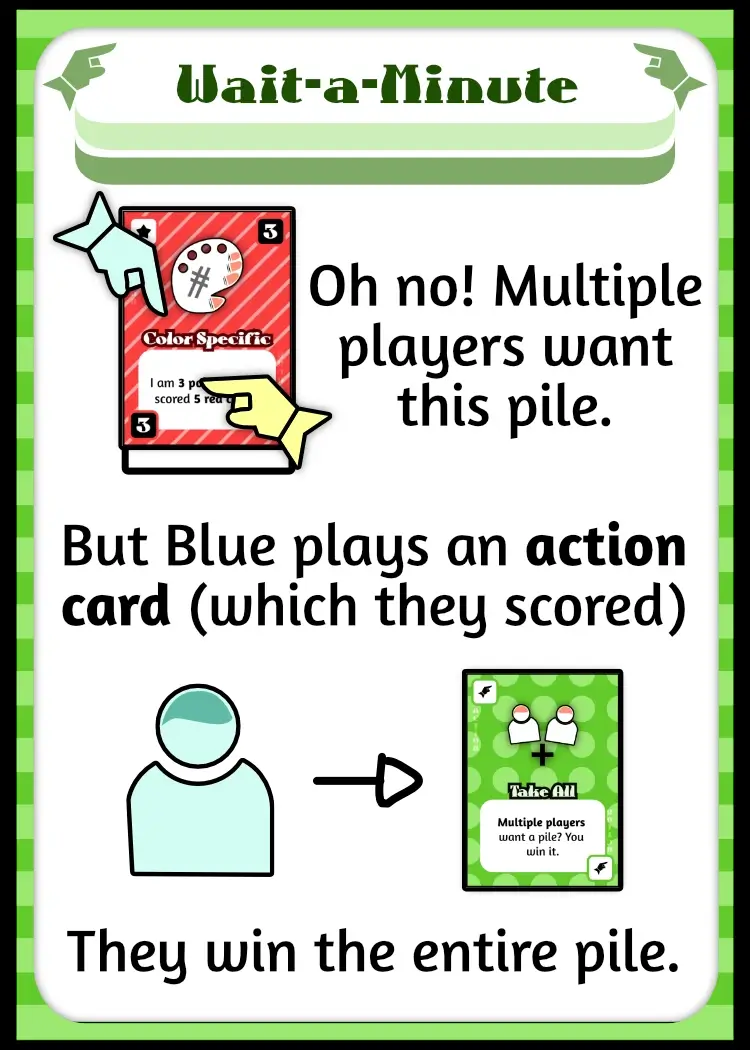 Wait-a-Minute
3
#
Color Specific
I am 3 po
scored 5 red
3
Oh no! Multiple
players want
this pile.
But Blue plays an action
card (which they scored)
+
Take All
Multiple players
want a pile? You
win it.
They win the entire pile.